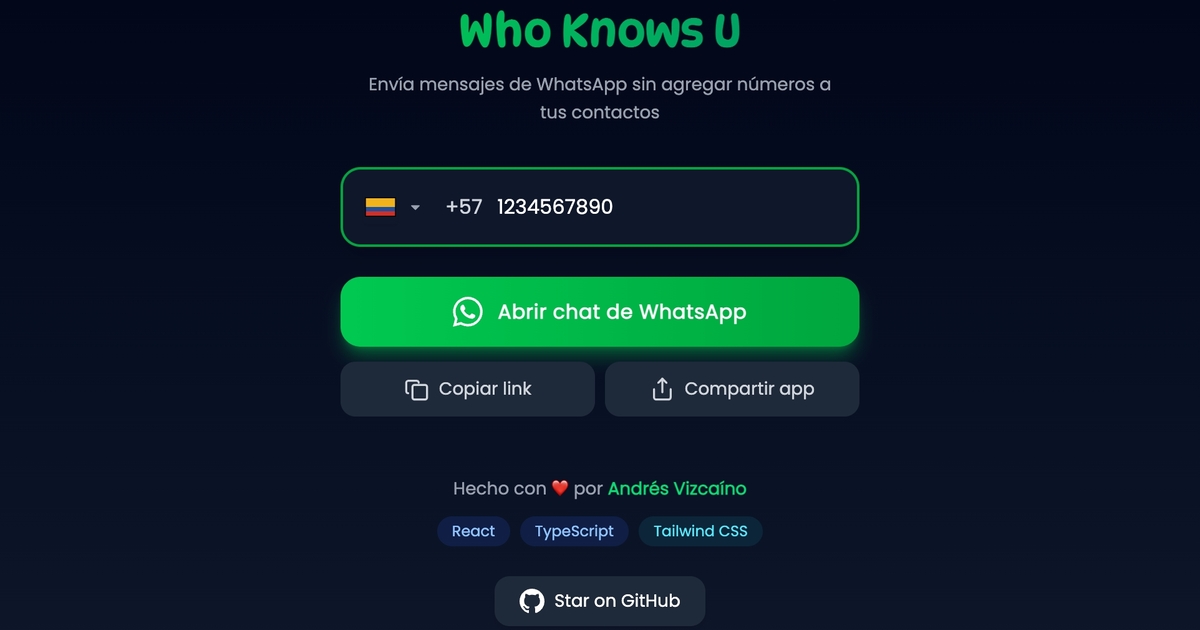 Who Knows U
Envía mensajes de WhatsApp sin agregar números a
tus contactos
+57 1234567890
Abrir chat de WhatsApp
Copiar link
Compartir app
Hecho con ❤️ por Andrés Vizcaíno
React
TypeScript
Tailwind CSS
Star on GitHub